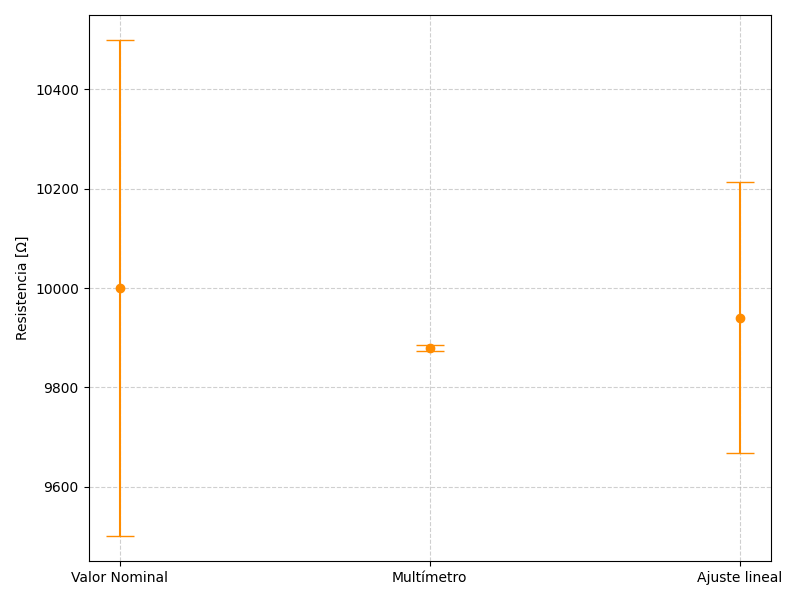 Resistencia [Ω]
10400
10200
10000
9800
9600
Valor Nominal
Multímetro
Ajuste lineal